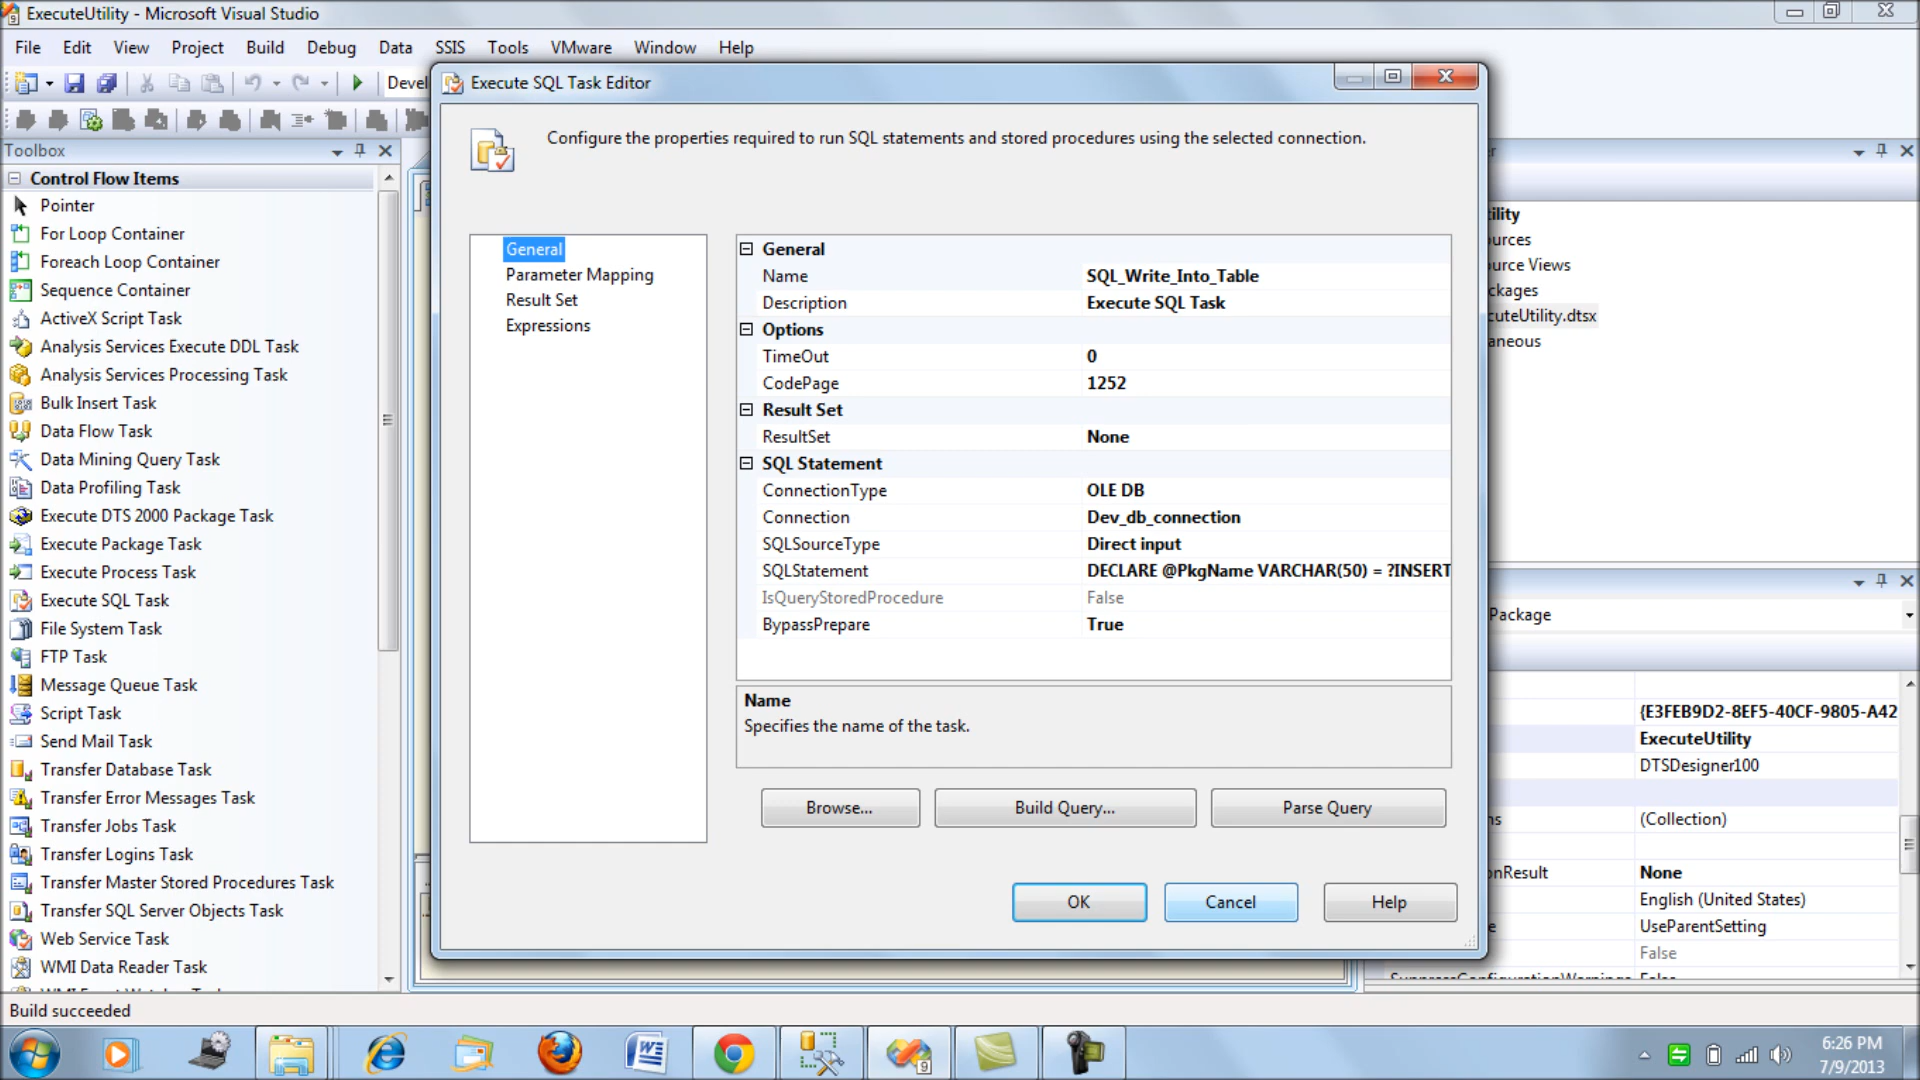 ExecuteUtility - Microsoft Visual Studio
File Edit View Project Build Debug Data SSIS Tools VMware Window Help
Devel
Toolbox
Control Flow Items
Pointer
For Loop Container
Foreach Loop Container
Sequence Container
ActiveX Script Task
Analysis Services Execute DDL Task
Analysis Services Processing Task
Bulk Insert Task
Data Flow Task
Data Mining Query Task
Data Profiling Task
Execute DTS 2000 Package Task
Execute Package Task
Execute Process Task
Execute SQL Task
File System Task
FTP Task
Message Queue Task
Script Task
Send Mail Task
Transfer Database Task
Transfer Error Messages Task
Transfer Jobs Task
Transfer Logins Task
Transfer Master Stored Procedures Task
Transfer SQL Server Objects Task
Web Service Task
WMI Data Reader Task
Execute SQL Task Editor
Configure the properties required to run SQL statements and stored procedures using the selected connection.
General
Parameter Mapping
Result Set
Expressions
General
Name SQL_Write_Into_Table
Description Execute SQL Task
Options
TimeOut 0
CodePage 1252
Result Set
ResultSet None
SQL Statement
ConnectionType OLE DB
Connection Dev_db_connection
SQLSourceType Direct input
SQLStatement DECLARE @PkgName VARCHAR(50) = ?INSERT
IsQueryStoredProcedure False
BypassPrepare True
Name
Specifies the name of the task.
Browse... Build Query... Parse Query
OK Cancel Help
er
tility
ources
ource Views
ckages
cuteUtility.dtsx
aneous
Package
{E3FEB9D2-8EF5-40CF-9805-A42
ExecuteUtility
DTSDesigner100
ns (Collection)
onResult None
English (United States)
e UseParentSetting
False
SuppressConfigurationWarnings False
Build succeeded
6:26 PM
7/9/2013